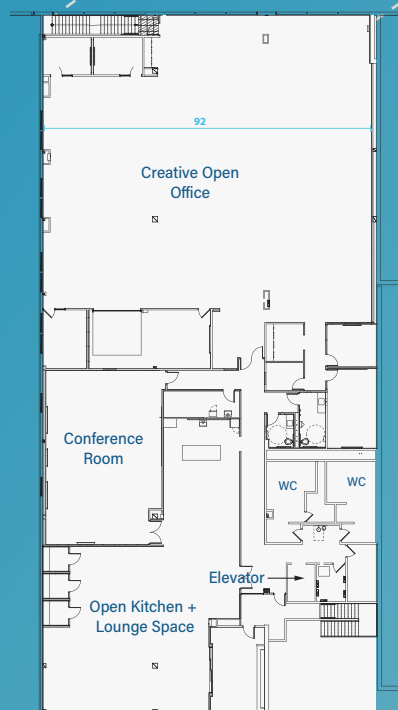 92
Creative Open
Office
Conference
Room
WC
WC
Elevator
Open Kitchen +
Lounge Space